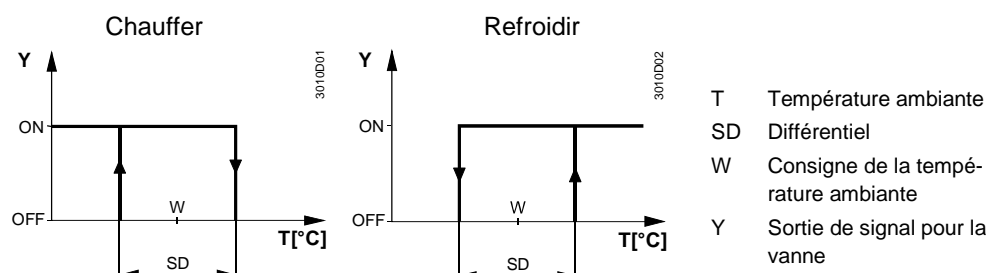 Chauffer
Y
3010D01
ON
OFF
W
T[°C]
SD
Refroidir
Y
3010D02
ON
OFF
W
T[°C]
SD
T Température ambiante
SD Différentiel
W Consigne de la tempé-
rature ambiante
Y Sortie de signal pour la
vanne